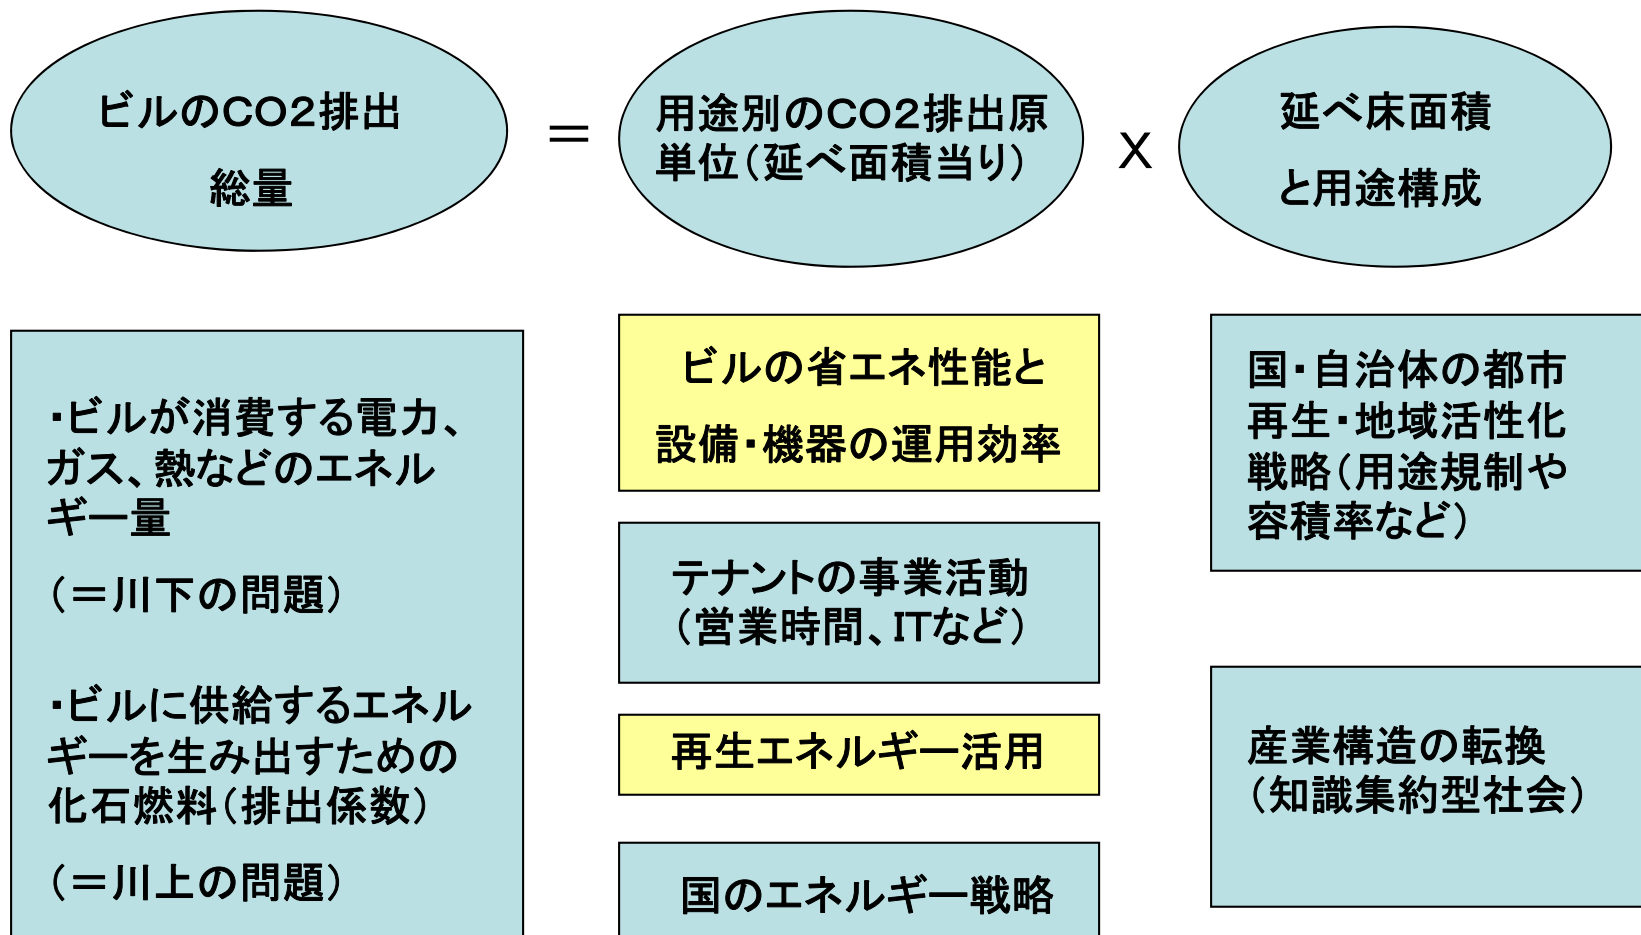 ビルのCO2排出
総量
＝
用途別のCO2排出原
単位（延べ面積当り）
x
延べ床面積
と用途構成
・ビルが消費する電力、
ガス、熱などのエネル
ギー量
（＝川下の問題）
・ビルに供給するエネル
ギーを生み出すための
化石燃料（排出係数）
（＝川上の問題）
ビルの省エネ性能と
設備・機器の運用効率
テナントの事業活動
（営業時間、ITなど）
再生エネルギー活用
国のエネルギー戦略
国・自治体の都市
再生・地域活性化
戦略（用途規制や
容積率など）
産業構造の転換
（知識集約型社会）